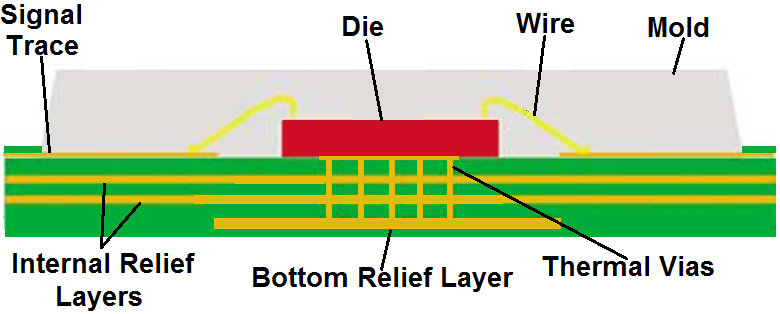 Signal
Trace
Die
Wire
Mold
Internal Relief
Layers
Bottom Relief Layer
Thermal Vias